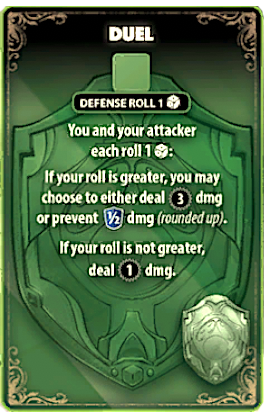 DUEL
DEFENSE ROLL 1
You and your attacker
each roll 1 :
If your roll is greater, you may
choose to either deal 3 dmg
or prevent 1/2 dmg (rounded up).
If your roll is not greater,
deal 1 dmg.